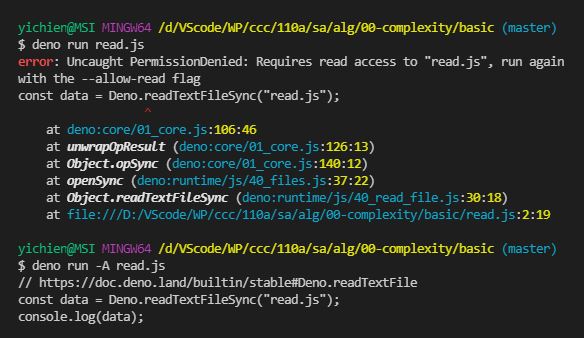 yichien@MSI MINGW64 /d/VScode/WP/ccc/110a/sa/alg/00-complexity/basic (master)
$ deno run read.js
error: Uncaught PermissionDenied: Requires read access to "read.js", run again
with the --allow-read flag
const data = Deno.readTextFileSync("read.js");
^
at deno:core/01_core.js:106:46
at unwrapOpResult (deno:core/01_core.js:126:13)
at Object.opSync (deno:core/01_core.js:140:12)
at openSync (deno:runtime/js/40_files.js:37:22)
at Object.readTextFileSync (deno:runtime/js/40_read_file.js:30:18)
at file:///D:/VScode/WP/ccc/110a/sa/alg/00-complexity/basic/read.js:2:19
yichien@MSI MINGW64 /d/VScode/WP/ccc/110a/sa/alg/00-complexity/basic (master)
$ deno run -A read.js
// https://doc.deno.land/builtin/stable#Deno.readTextFile
const data = Deno.readTextFileSync("read.js");
console.log(data);